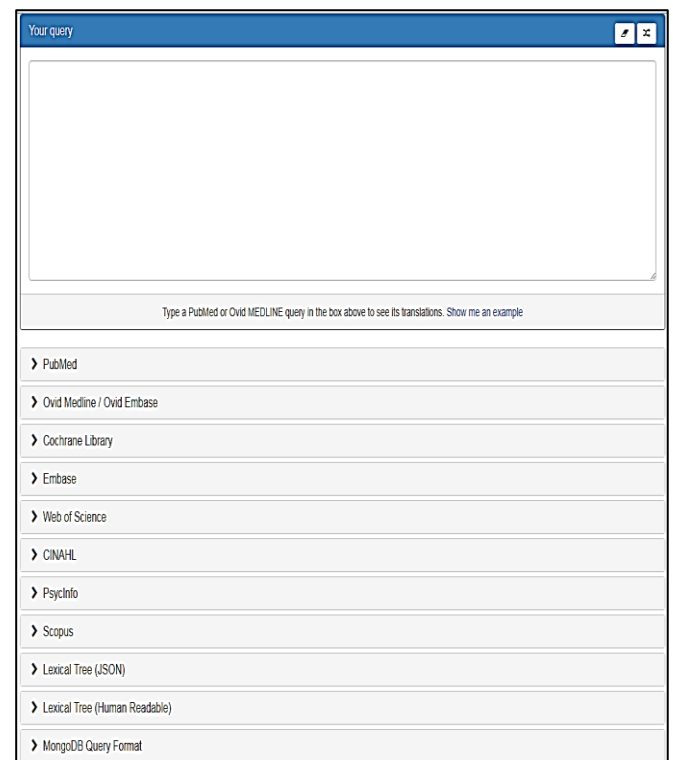 Your query
Type a PubMed or Ovid MEDLINE query in the box above to see its translations. Show me an example
PubMed
Ovid Medline / Ovid Embase
Cochrane Library
Embase
Web of Science
CINAHL
PsycInfo
Scopus
Lexical Tree (JSON)
Lexical Tree (Human Readable)
MongoDB Query Format